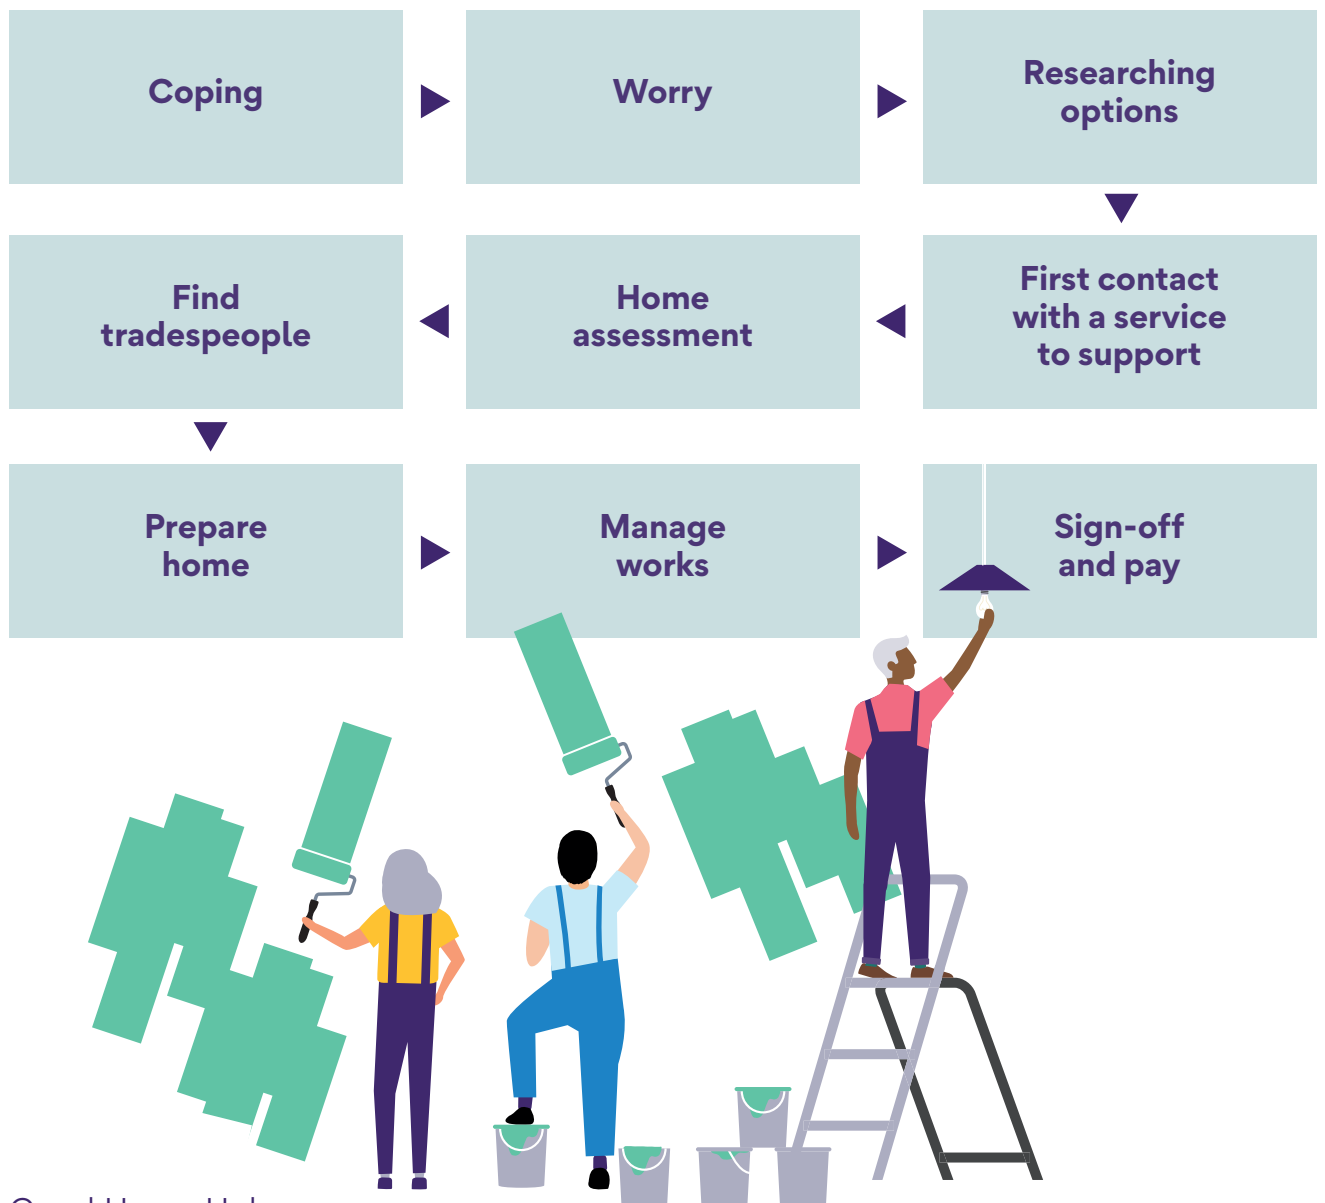 Coping
Worry
Researching
options
First contact
with a service
to support
Home
assessment
Find
tradespeople
Prepare
home
Manage
works
Sign-off
and pay